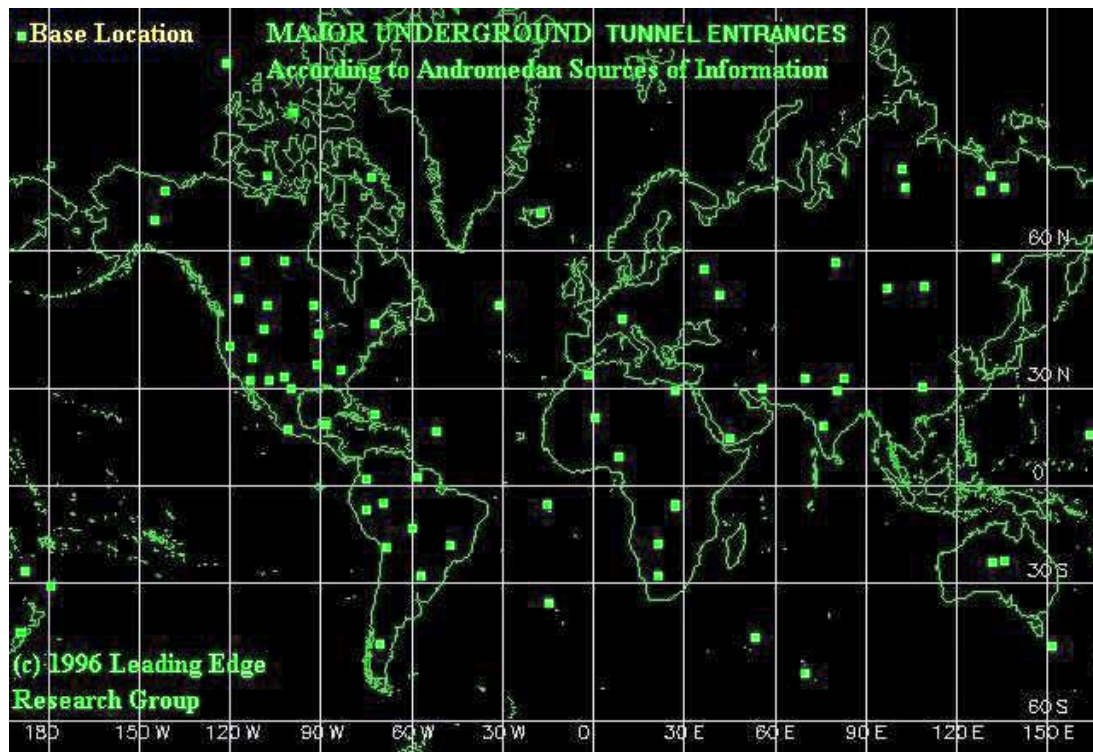 Base Location
MAJOR UNDERGROUND TUNNEL ENTRANCES
According to Andromedan Sources of Information
60 N
30 N
0
30 S
(c) 1996 Leading Edge
Research Group
60 S
180 150 W 120 W 90 W 60 W 30 W 0 30 E 60 E 90 E 120 E 150 E